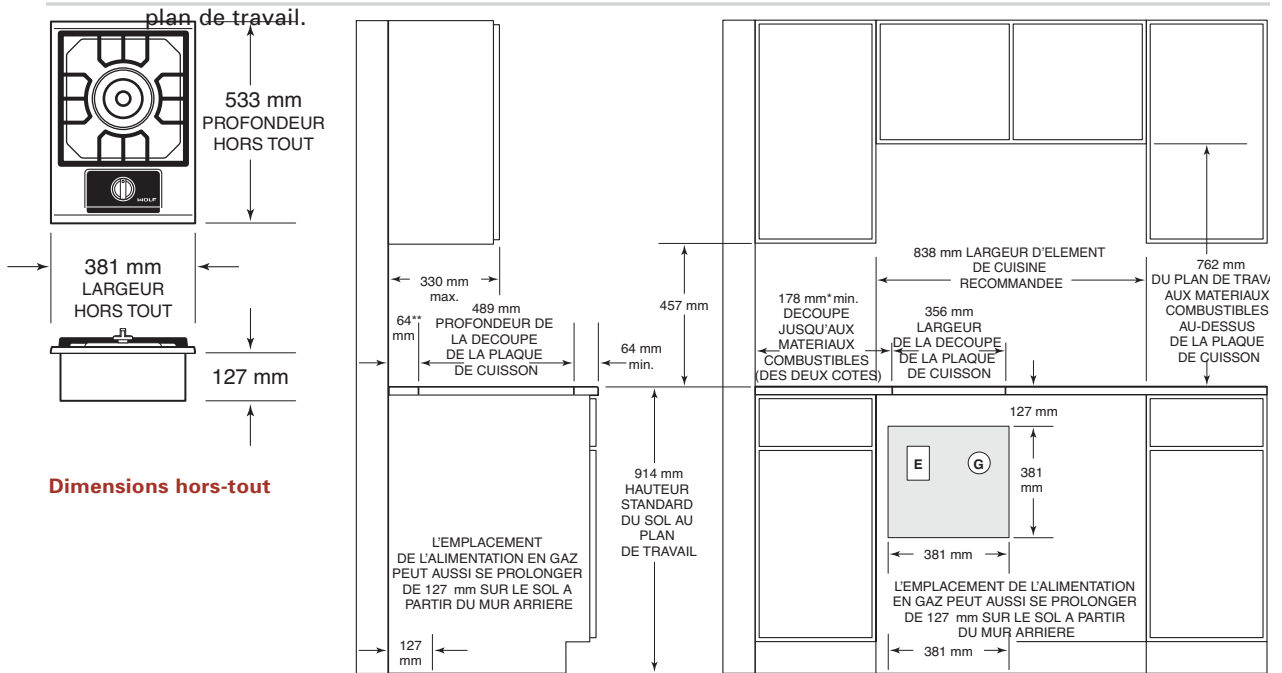 plan de travail.
533 mm
PROFONDEUR
HORS TOUT
WOLF
381 mm
LARGEUR
HORS TOUT
127 mm
Dimensions hors-tout
330 mm
max.
64**
mm
489 mm
PROFONDEUR DE
LA DECOUPE
DE LA PLAQUE
DE CUISSON
64 mm
min.
457 mm
914 mm
HAUTEUR
STANDARD
DU SOL AU
PLAN
DE TRAVAIL
L'EMPLACEMENT
DE L'ALIMENTATION EN GAZ
PEUT AUSSI SE PROLONGER
DE 127 mm SUR LE SOL A
PARTIR DU MUR ARRIERE
127
mm
838 mm LARGEUR D'ELEMENT
DE CUISINE
RECOMMANDEE
178 mm* min.
DECOUPE
JUSQU'AUX
MATERIAUX
COMBUSTIBLES
(DES DEUX COTES)
356 mm
LARGEUR
DE LA DECOUPE
DE LA PLAQUE
DE CUISSON
762 mm
DU PLAN DE TRAVA
AUX MATERIAUX
COMBUSTIBLES
AU-DESSUS
DE LA PLAQUE
DE CUISSON
127 mm
E
G
381
mm
381 mm
L'EMPLACEMENT DE L'ALIMENTATION
EN GAZ PEUT AUSSI SE PROLONGER
DE 127 mm SUR LE SOL A PARTIR
DU MUR ARRIERE
381 mm